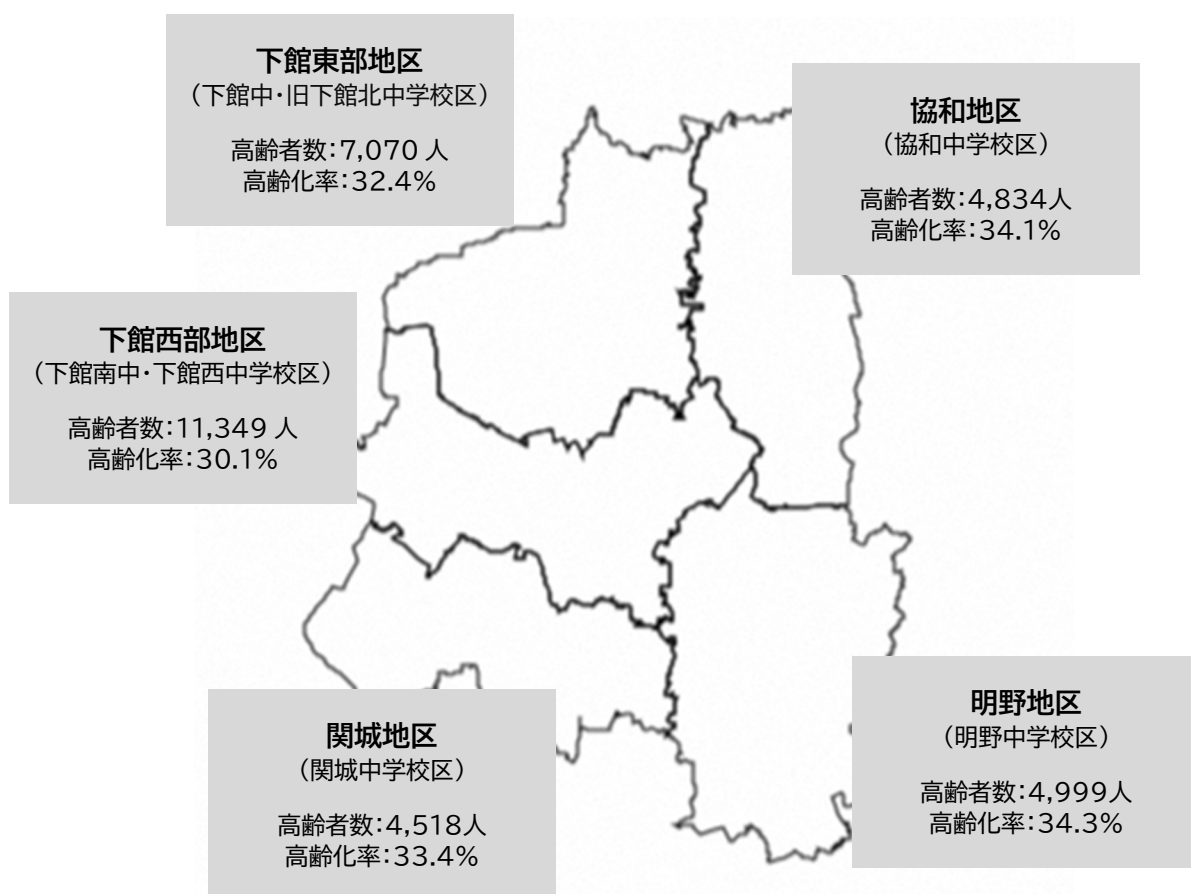 下館東部地区
（下館中・旧下館北中学校区）
高齢者数：7,070 人
高齢化率：32.4%
協和地区
（協和中学校区）
高齢者数：4,834人
高齢化率：34.1%
下館西部地区
（下館南中・下館西中学校区）
高齢者数：11,349 人
高齢化率：30.1%
明野地区
（明野中学校区）
高齢者数：4,999人
高齢化率：34.3%
関城地区
（関城中学校区）
高齢者数：4,518人
高齢化率：33.4%